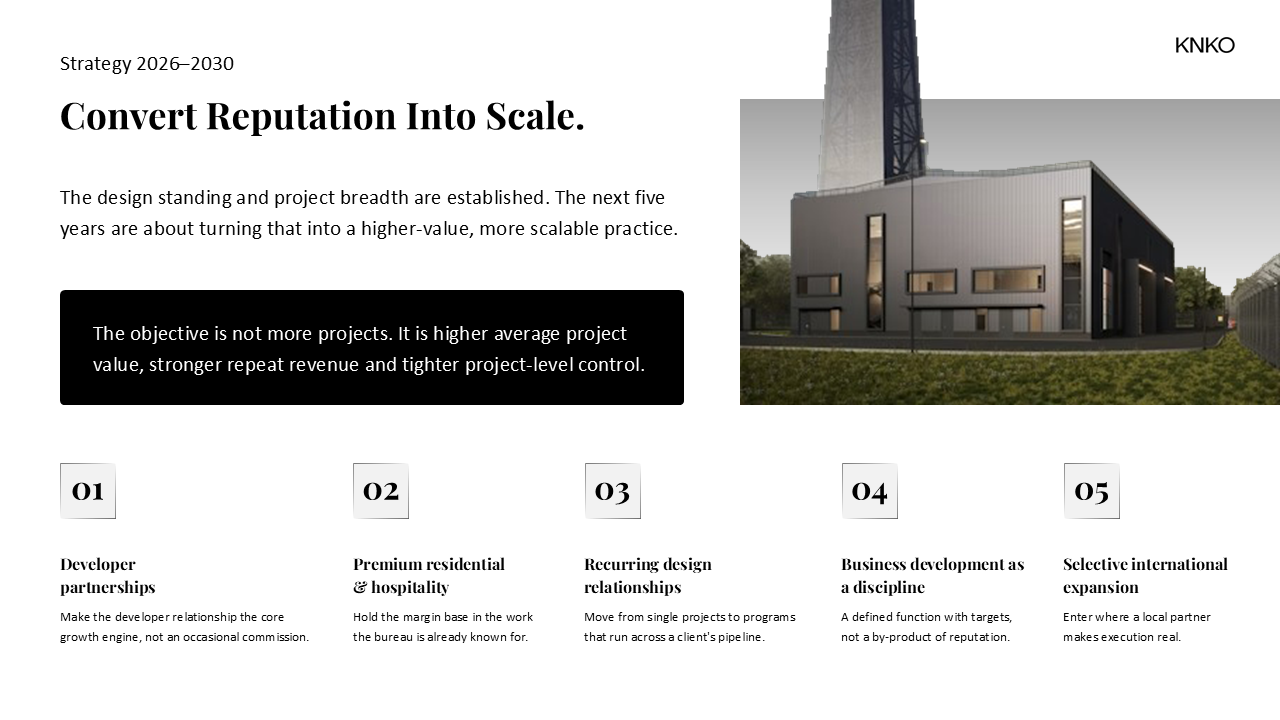 KNKO
Strategy 2026–2030
Convert Reputation Into Scale.
The design standing and project breadth are established. The next five
years are about turning that into a higher-value, more scalable practice.
The objective is not more projects. It is higher average project
value, stronger repeat revenue and tighter project-level control.
01
Developer
partnerships
Make the developer relationship the core
growth engine, not an occasional commission.
02
Premium residential
& hospitality
Hold the margin base in the work
the bureau is already known for.
03
Recurring design
relationships
Move from single projects to programs
that run across a client's pipeline.
04
Business development as
a discipline
A defined function with targets,
not a by-product of reputation.
05
Selective international
expansion
Enter where a local partner
makes execution real.